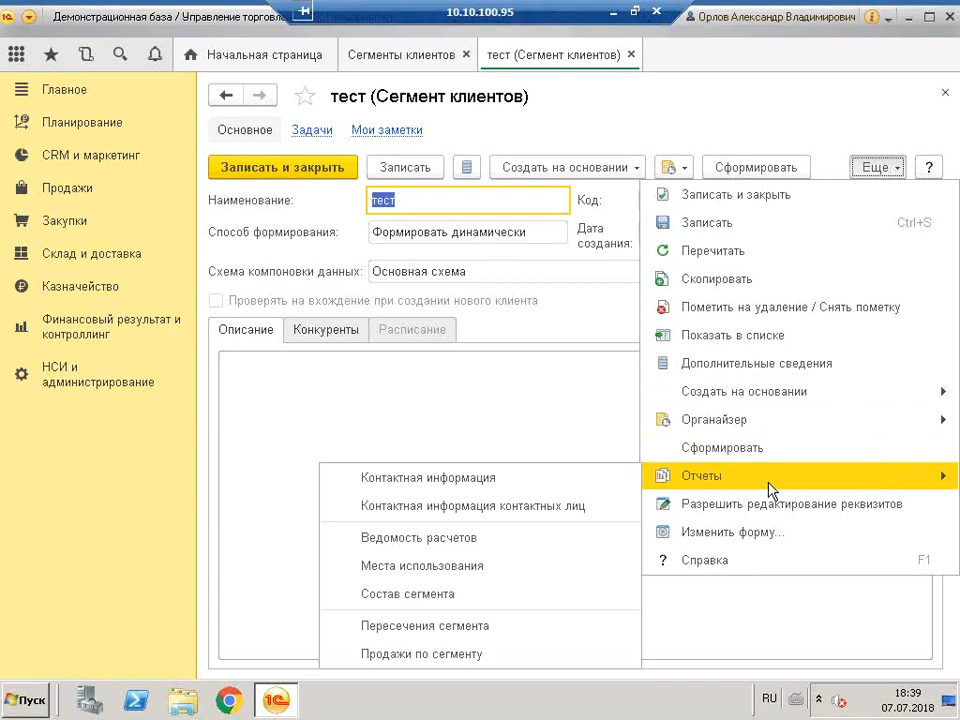 Демонстрационная база / Управление торговлей
10.10.100.95
Орлов Александр Владимирович
Начальная страница
Сегменты клиентов
тест (Сегмент клиентов)
Главное
Планирование
CRM и маркетинг
Продажи
Закупки
Склад и доставка
Казначейство
Финансовый результат и
контроллинг
НСИ и
администрирование
тест (Сегмент клиентов)
Основное
Задачи
Мои заметки
Записать и закрыть
Записать
Создать на основании
Сформировать
Еще
?
Наименование:
тест
Код:
Способ формирования:
Формировать динамически
Дата
создания:
Схема компоновки данных:
Основная схема
Проверять на вхождение при создании нового клиента
Описание
Конкуренты
Расписание
Записать и закрыть
Записать
Ctrl+S
Перечитать
Скопировать
Пометить на удаление / Снять пометку
Показать в списке
Дополнительные сведения
Создать на основании
Органайзер
Сформировать
Отчеты
Разрешить редактирование реквизитов
Изменить форму...
? Справка
F1
Контактная информация
Контактная информация контактных лиц
Ведомость расчетов
Места использования
Состав сегмента
Пересечения сегмента
Продажи по сегменту
Пуск
RU
18:39
07.07.2018